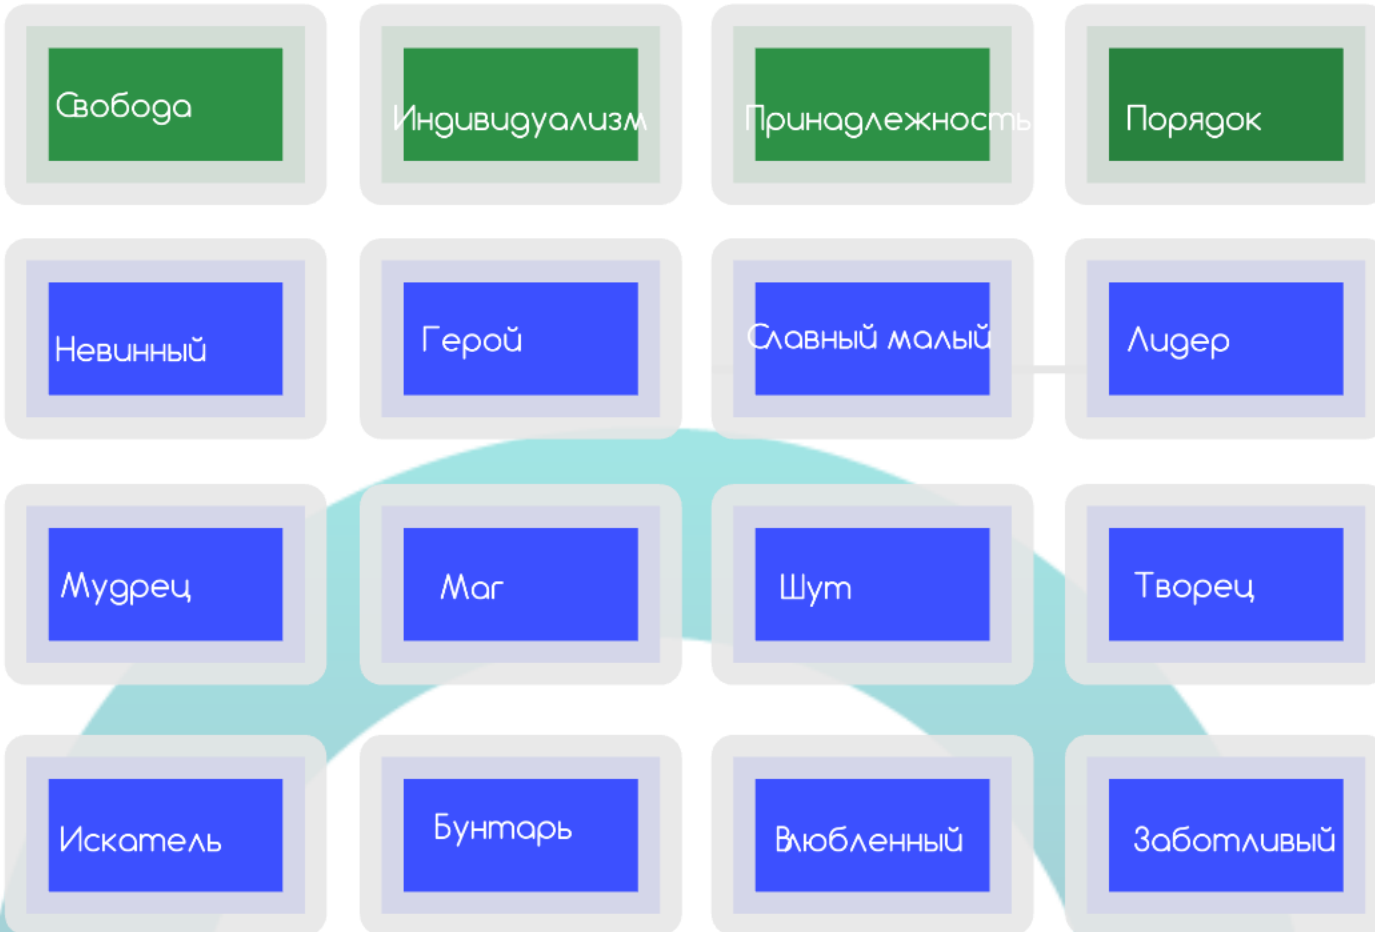 Свобода
Индивидуализм
Принадлежность
Порядок
Невинный
Герой
Славный малый
Лидер
Мудрец
Маг
Шут
Творец
Искатель
Бунтарь
Влюбленный
Заботливый